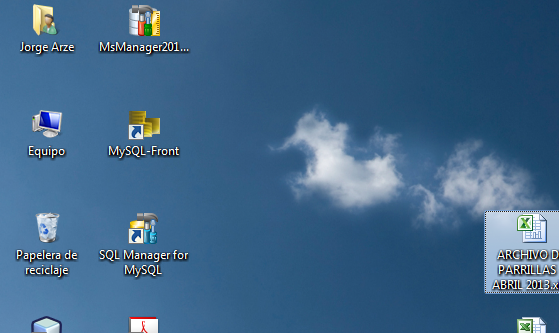 Jorge Arze
MsManager201...
Equipo
MySQL-Front
Papelera de
reciclaje
SQL Manager for
MySQL
ARCHIVO D
PARRILLAS
ABRIL 2013.x